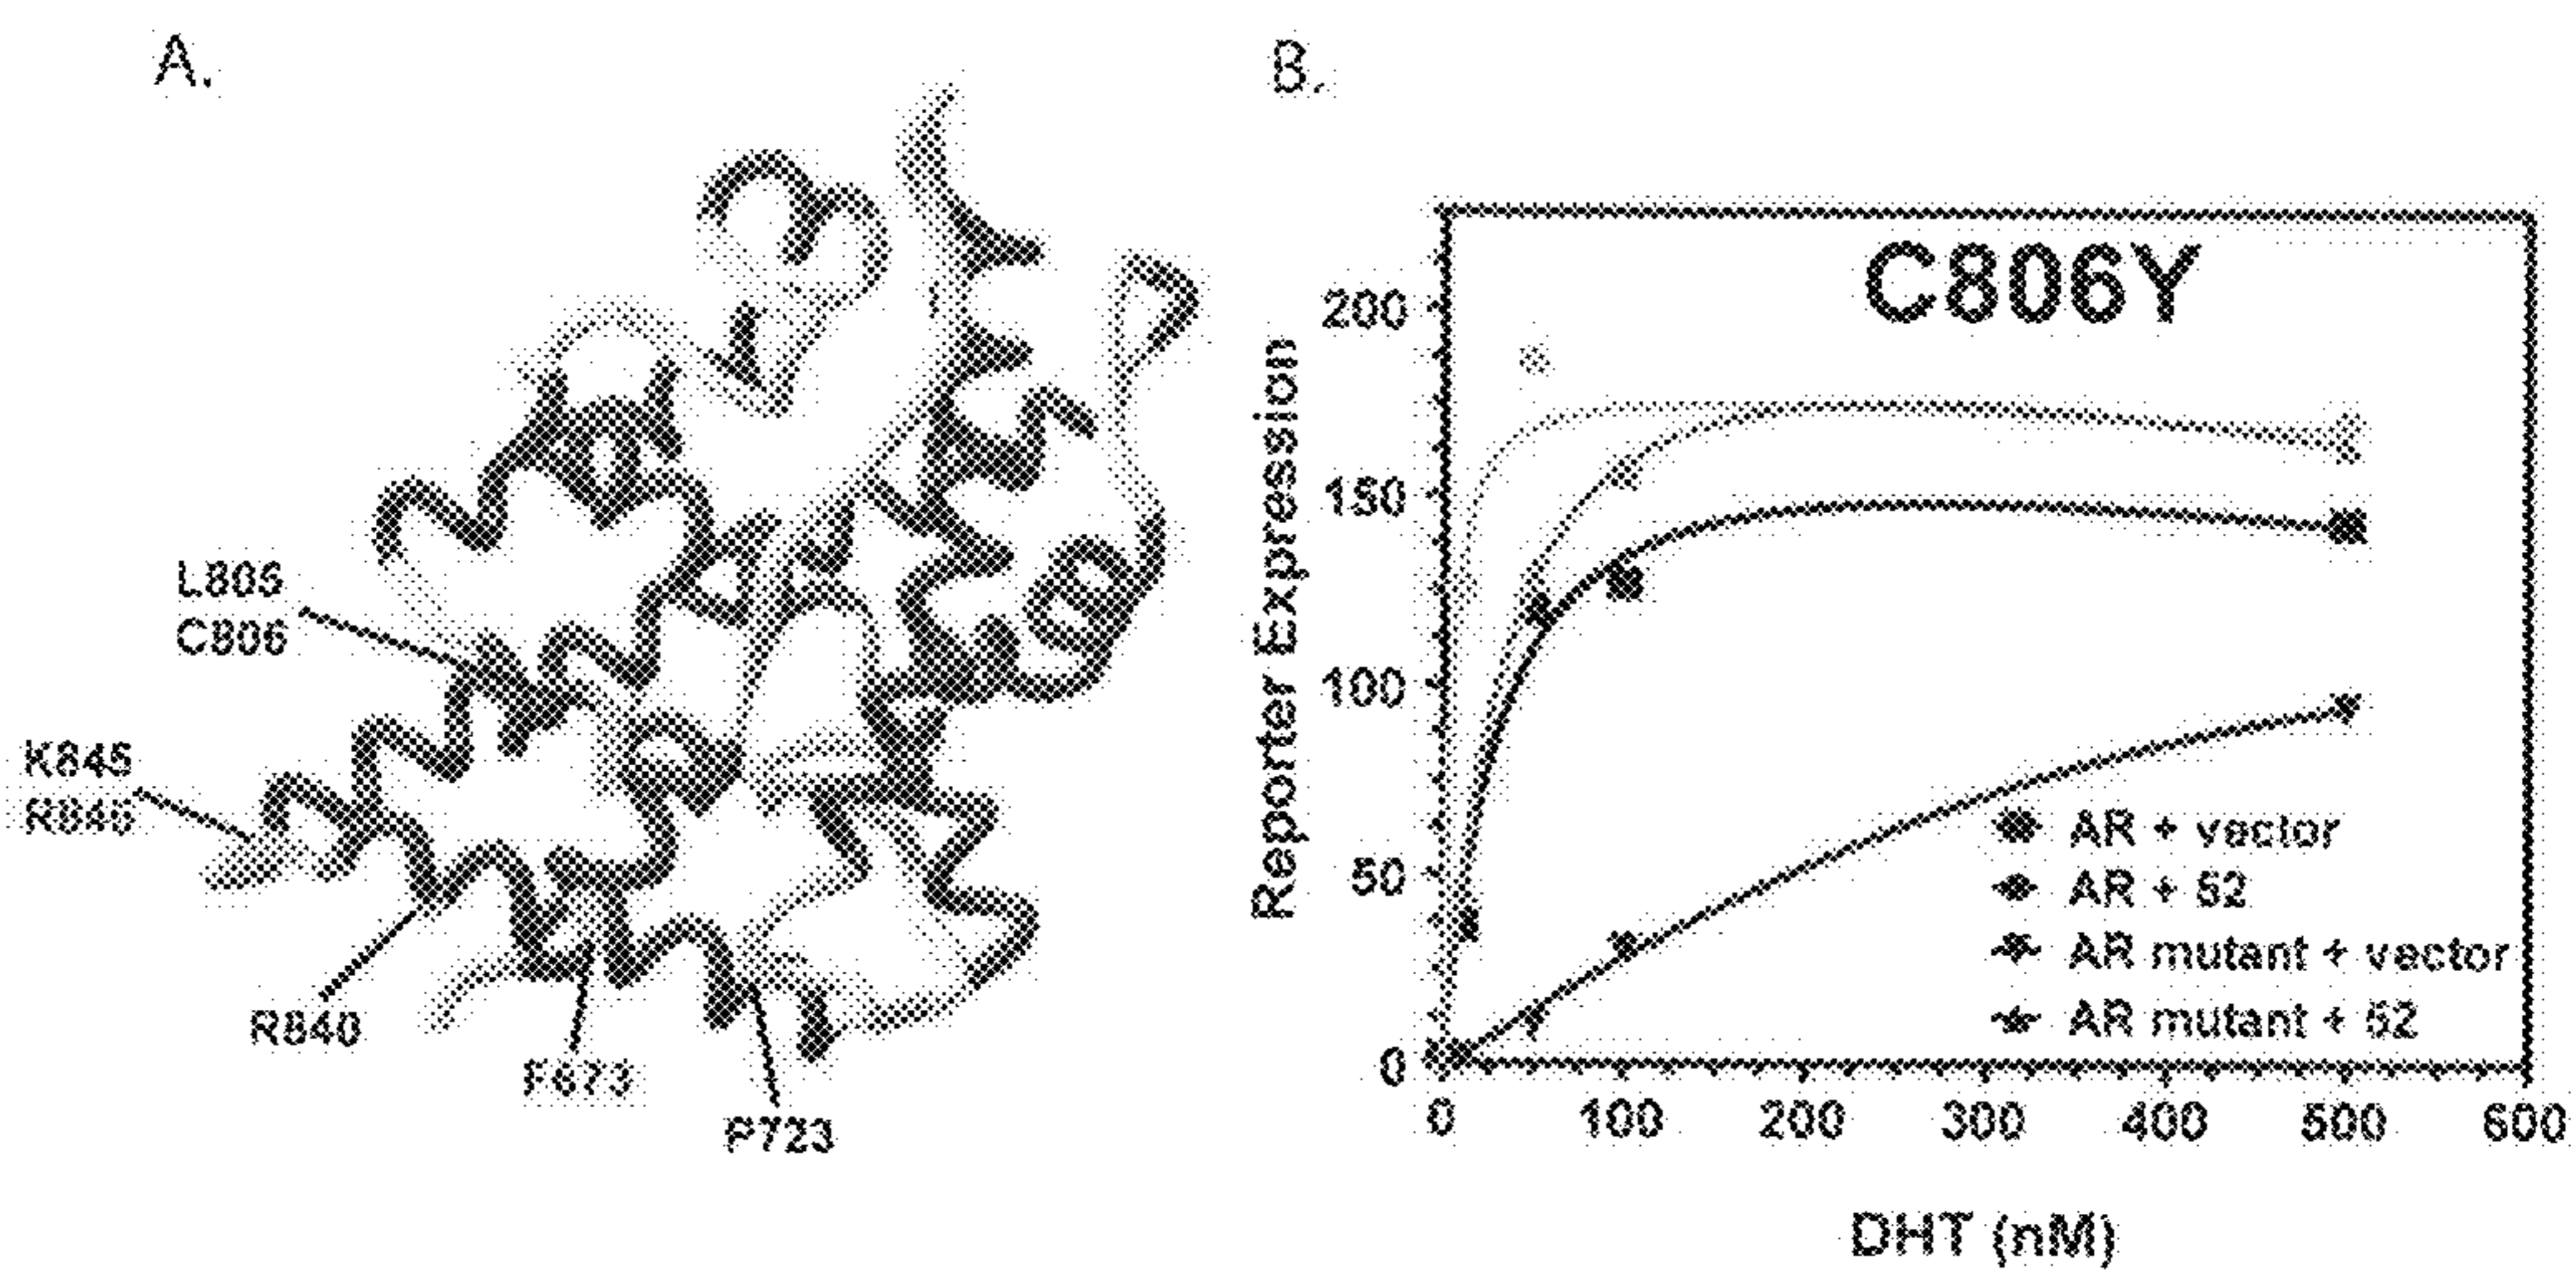 A.
B.
L805
C806
K845
R846
R840
F673
P723
C806Y
Reporter Expression
200
150
100
50
0
AR + vector
AR + 52
AR mutant + vector
AR mutant + 52
0 100 200 300 400 500 600
DHT (nM)